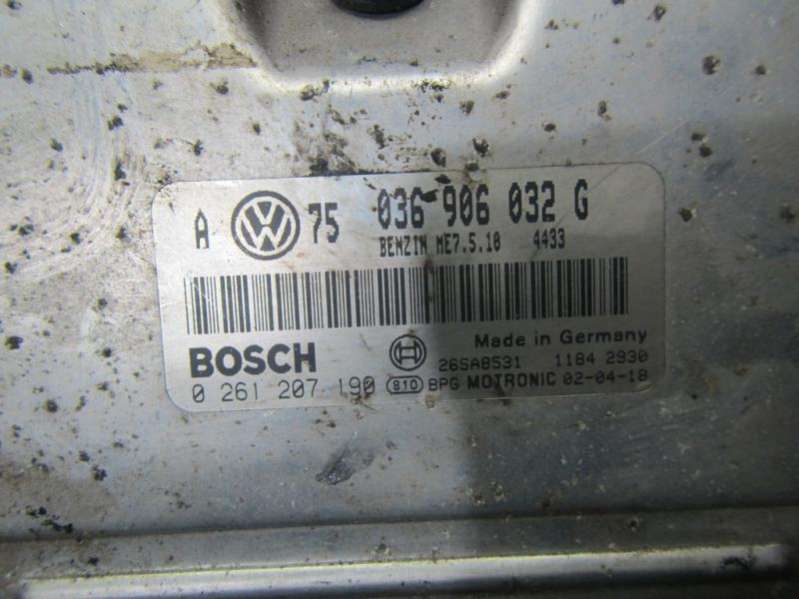 A VW 75 036 906 032 G
BENZIN ME7.5.10 4433
BOSCH Made in Germany
26SA8531 1184 2930
0 261 207 190 810 BPG MOTRONIC 02-04-18